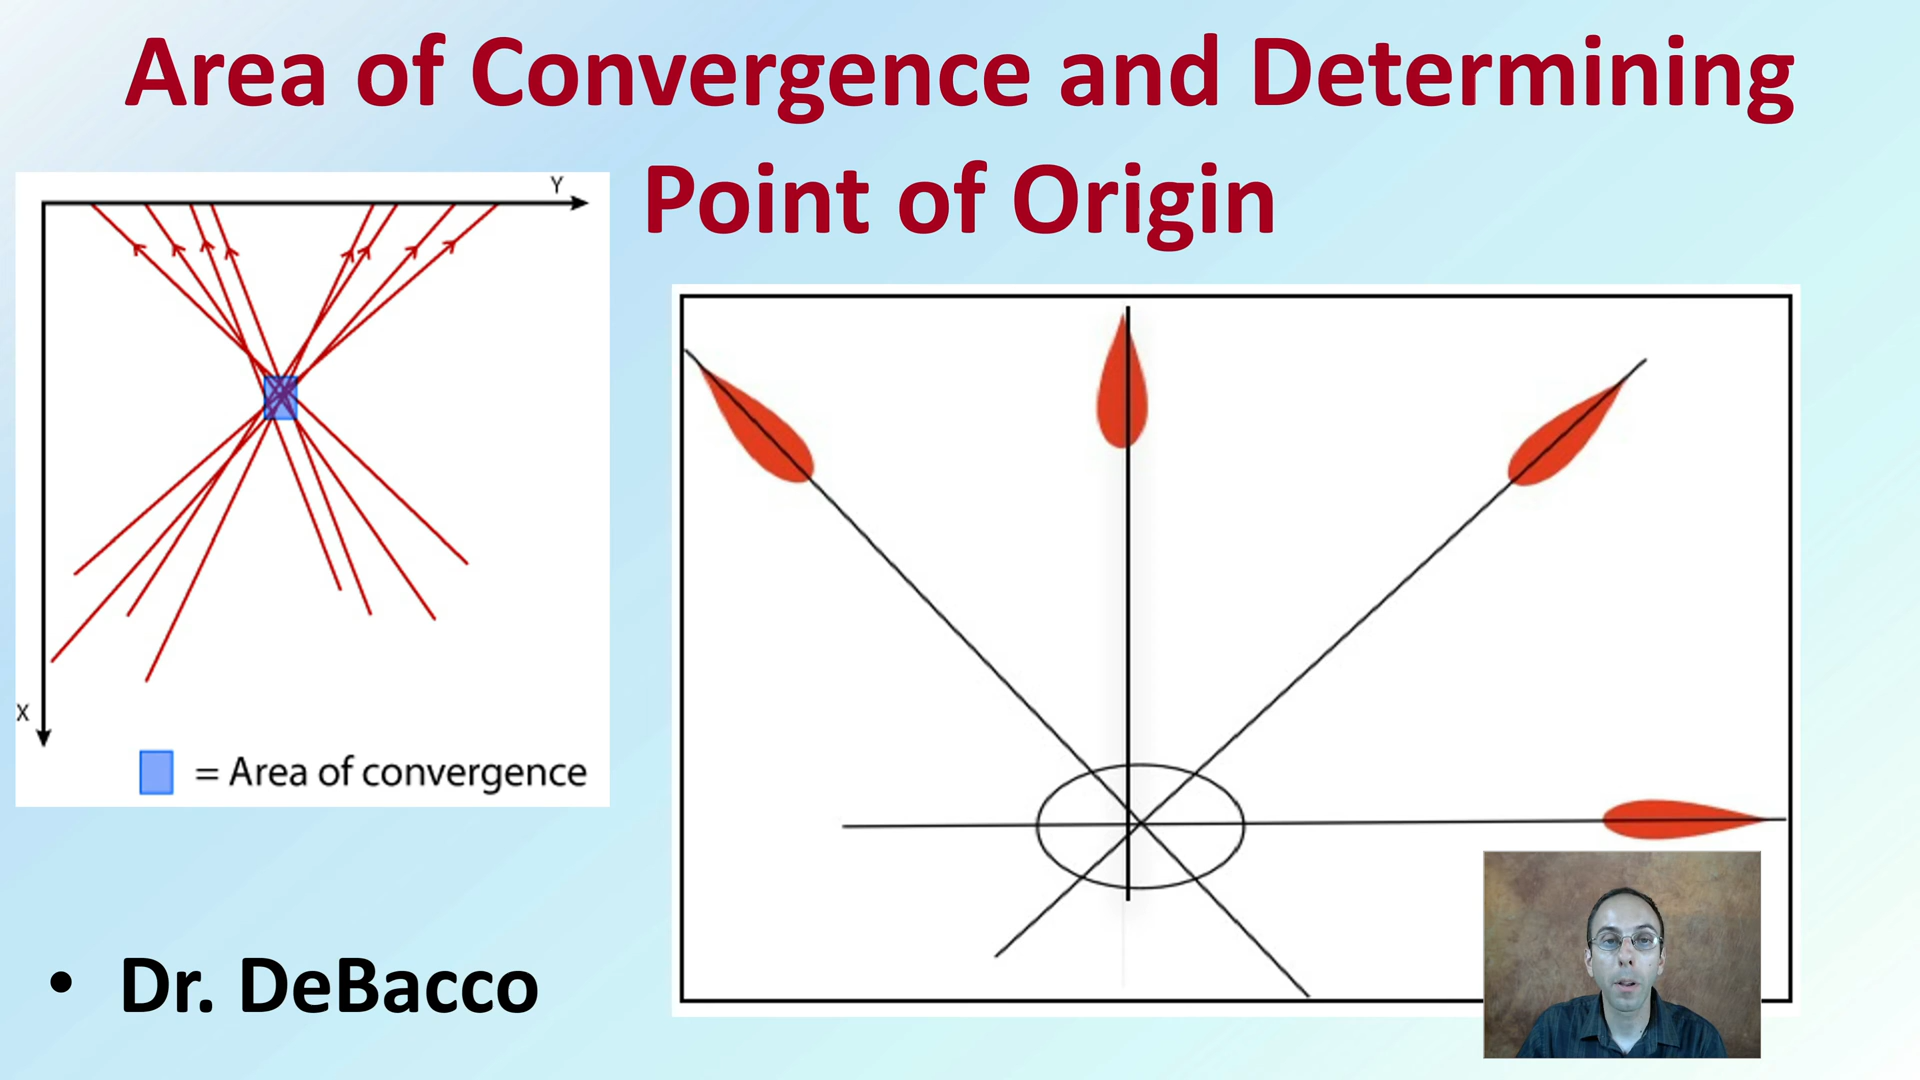 Area of Convergence and Determining
Point of Origin
Y
X
= Area of convergence
• Dr. DeBacco